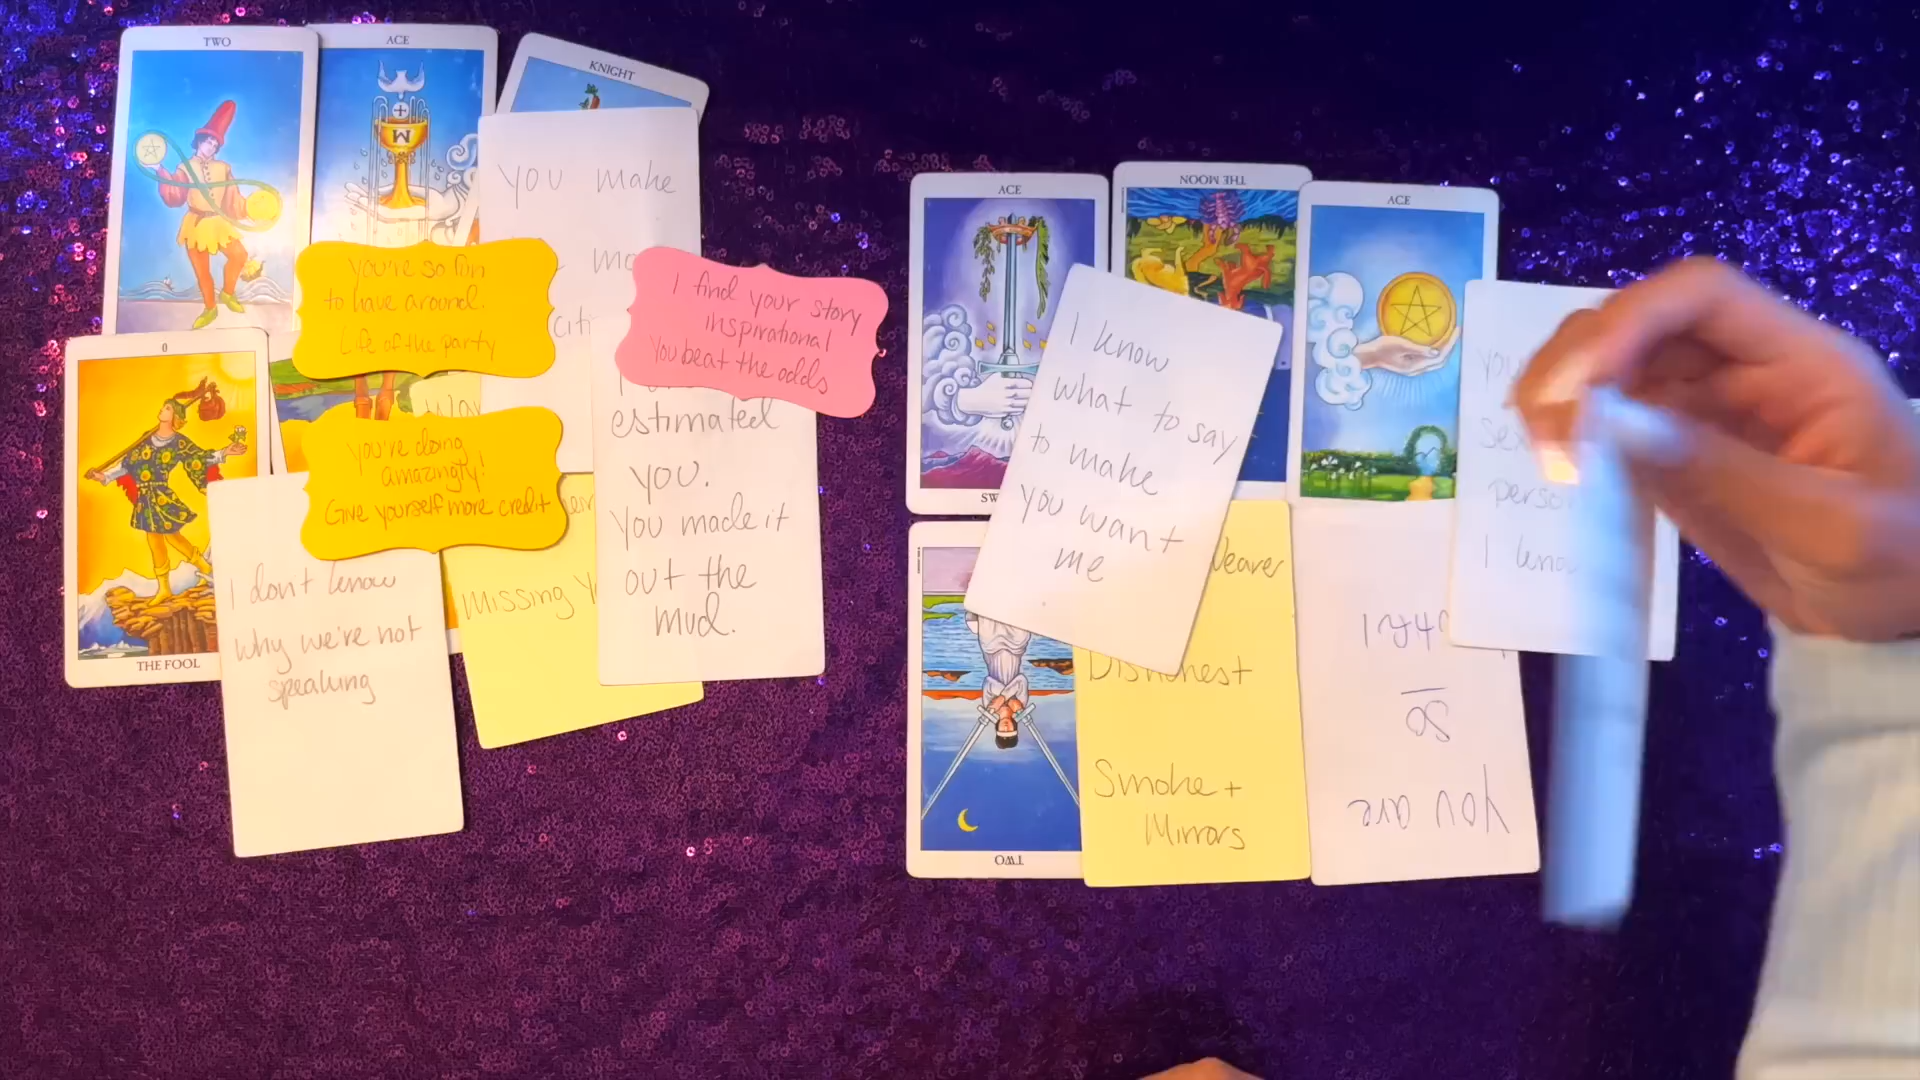 TWO
ACE
KNIGHT
you make
you're so fun
to have around.
Life of the party
I find your story
inspirational
You beat the odds
estimated
you.
You made it
out the
mud.
you're doing
amazingly!
Give yourself more credit
0
THE FOOL
I don't know
why we're not
speaking
Missing
ACE
THE MOON
ACE
I know
what to say
to make
you want
me
Dishonest
Smoke +
Mirrors
TWO
you are
so
I know